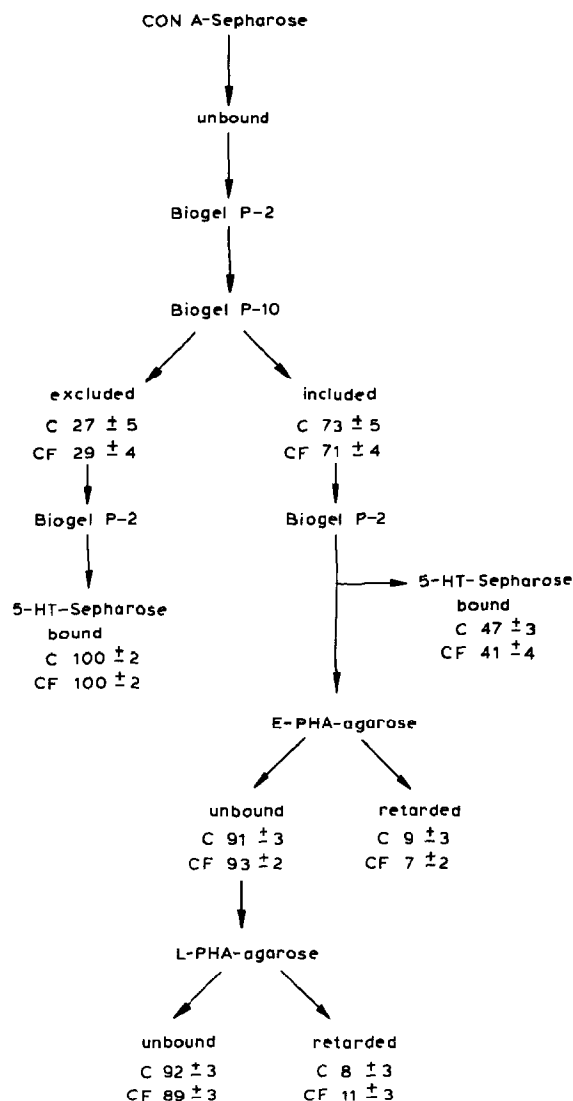 CON A-Sepharose
unbound
Biogel P-2
Biogel P-10
excluded
C 27 ± 5
CF 29 ± 4
included
C 73 ± 5
CF 71 ± 4
Biogel P-2
Biogel P-2
5-HT-Sepharose
bound
C 100 ± 2
CF 100 ± 2
5-HT-Sepharose
bound
C 47 ± 3
CF 41 ± 4
E-PHA-agarose
unbound
C 91 ± 3
CF 93 ± 2
retarded
C 9 ± 3
CF 7 ± 2
L-PHA-agarose
unbound
C 92 ± 3
CF 89 ± 3
retarded
C 8 ± 3
CF 11 ± 3